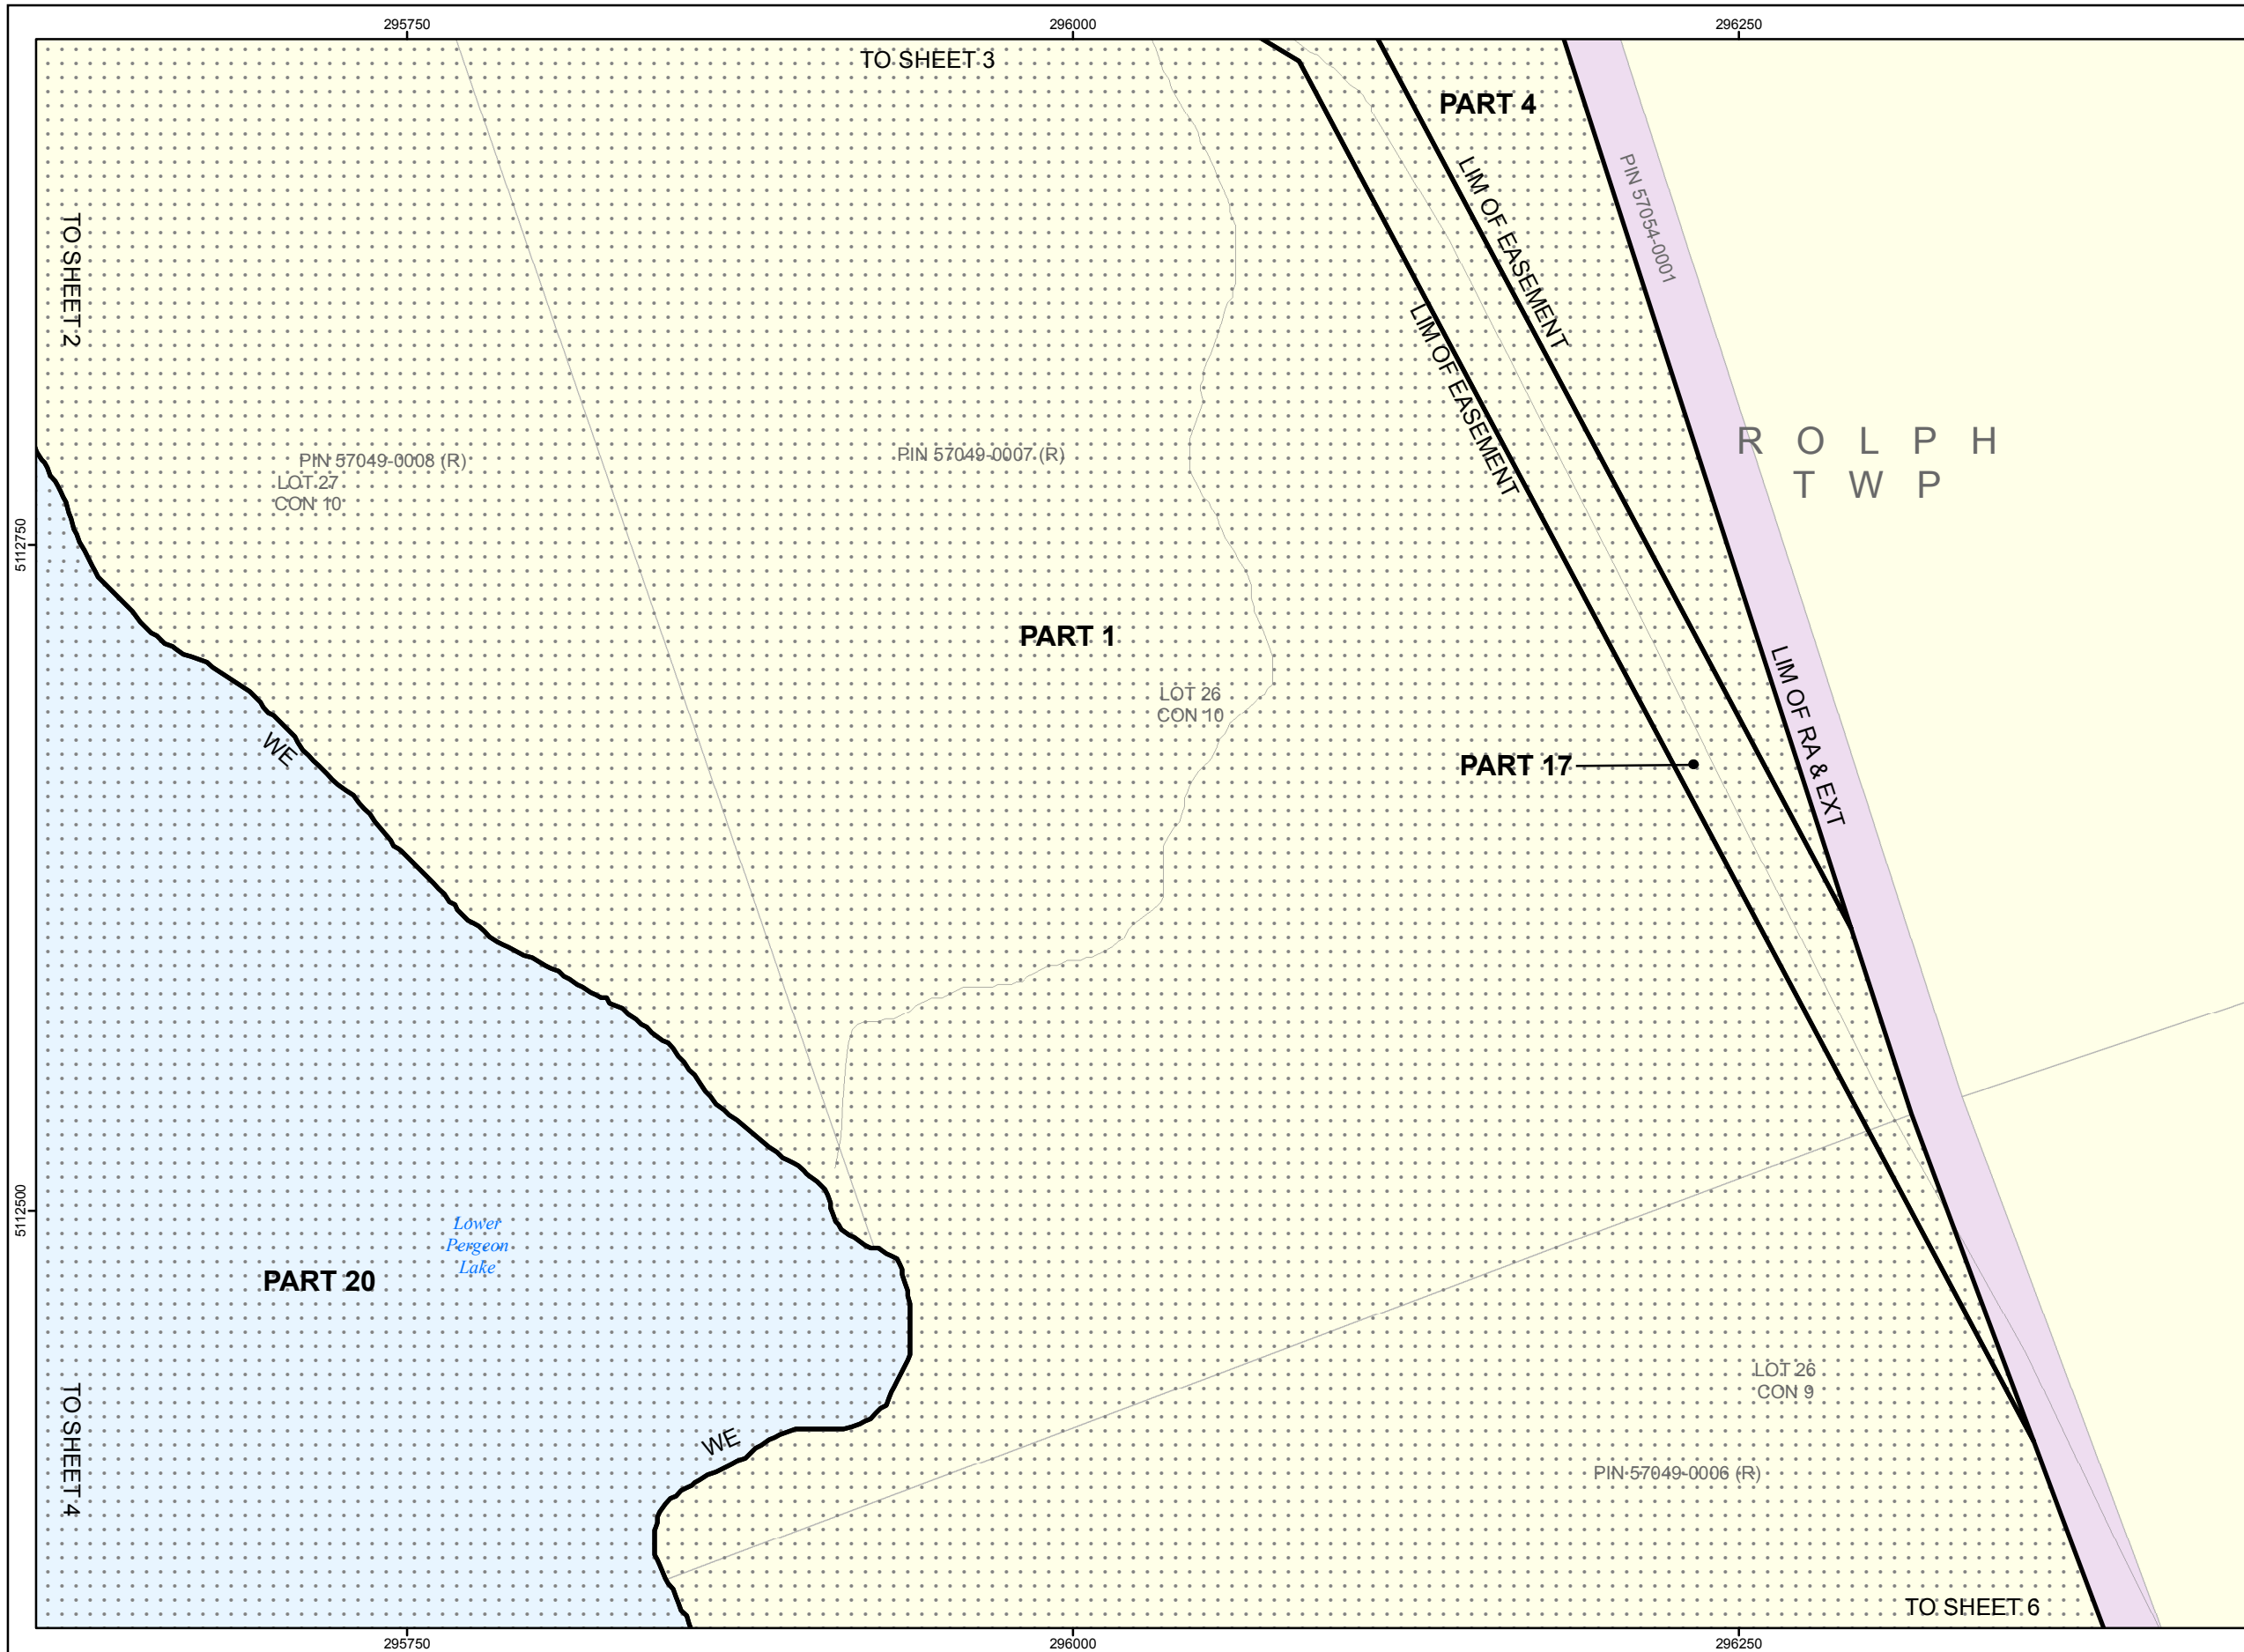 295750
296000
296250
TO SHEET 3
PART 4
TO SHEET 2
LIM OF EASEMENT
LIM OF EASEMENT
PIN 57054-0001
ROLPH
TWP
PIN 57049-0008 (R)
LOT 27
CON 10
PIN 57049-0007 (R)
5112750
PART 1
LOT 26
CON 10
WE
PART 17
LIM OF RA & EXT
5112500
Lower
Pergeon
Lake
PART 20
LOT 26
CON 9
TO SHEET 4
WE
PIN 57049-0006 (R)
TO SHEET 6
295750
296000
296250